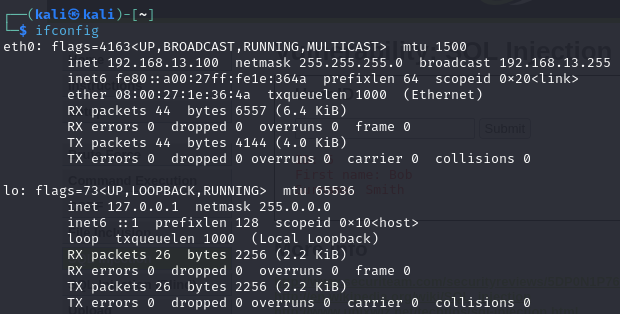 ┌──(kali㉿kali)-[~]
└─$ ifconfig
eth0: flags=4163<UP,BROADCAST,RUNNING,MULTICAST>  mtu 1500
        inet 192.168.13.100  netmask 255.255.255.0  broadcast 192.168.13.255
        inet6 fe80::a00:27ff:fe1e:364a  prefixlen 64  scopeid 0×20<link>
        ether 08:00:27:1e:36:4a  txqueuelen 1000  (Ethernet)
        RX packets 44  bytes 6557 (6.4 KiB)
        RX errors 0  dropped 0  overruns 0  frame 0
        TX packets 44  bytes 4144 (4.0 KiB)
        TX errors 0  dropped 0 overruns 0  carrier 0  collisions 0
Injection
Submit
First name: Bob
Smith
Command Execution
lo: flags=73<UP,LOOPBACK,RUNNING>  mtu 65536
        inet 127.0.0.1  netmask 255.0.0.0
        inet6 ::1  prefixlen 128  scopeid 0×10<host>
        loop  txqueuelen 1000  (Local Loopback)
        RX packets 26  bytes 2256 (2.2 KiB)
        RX errors 0  dropped 0  overruns 0  frame 0
        TX packets 26  bytes 2256 (2.2 KiB)
        TX errors 0  dropped 0 overruns 0  carrier 0  collisions 0